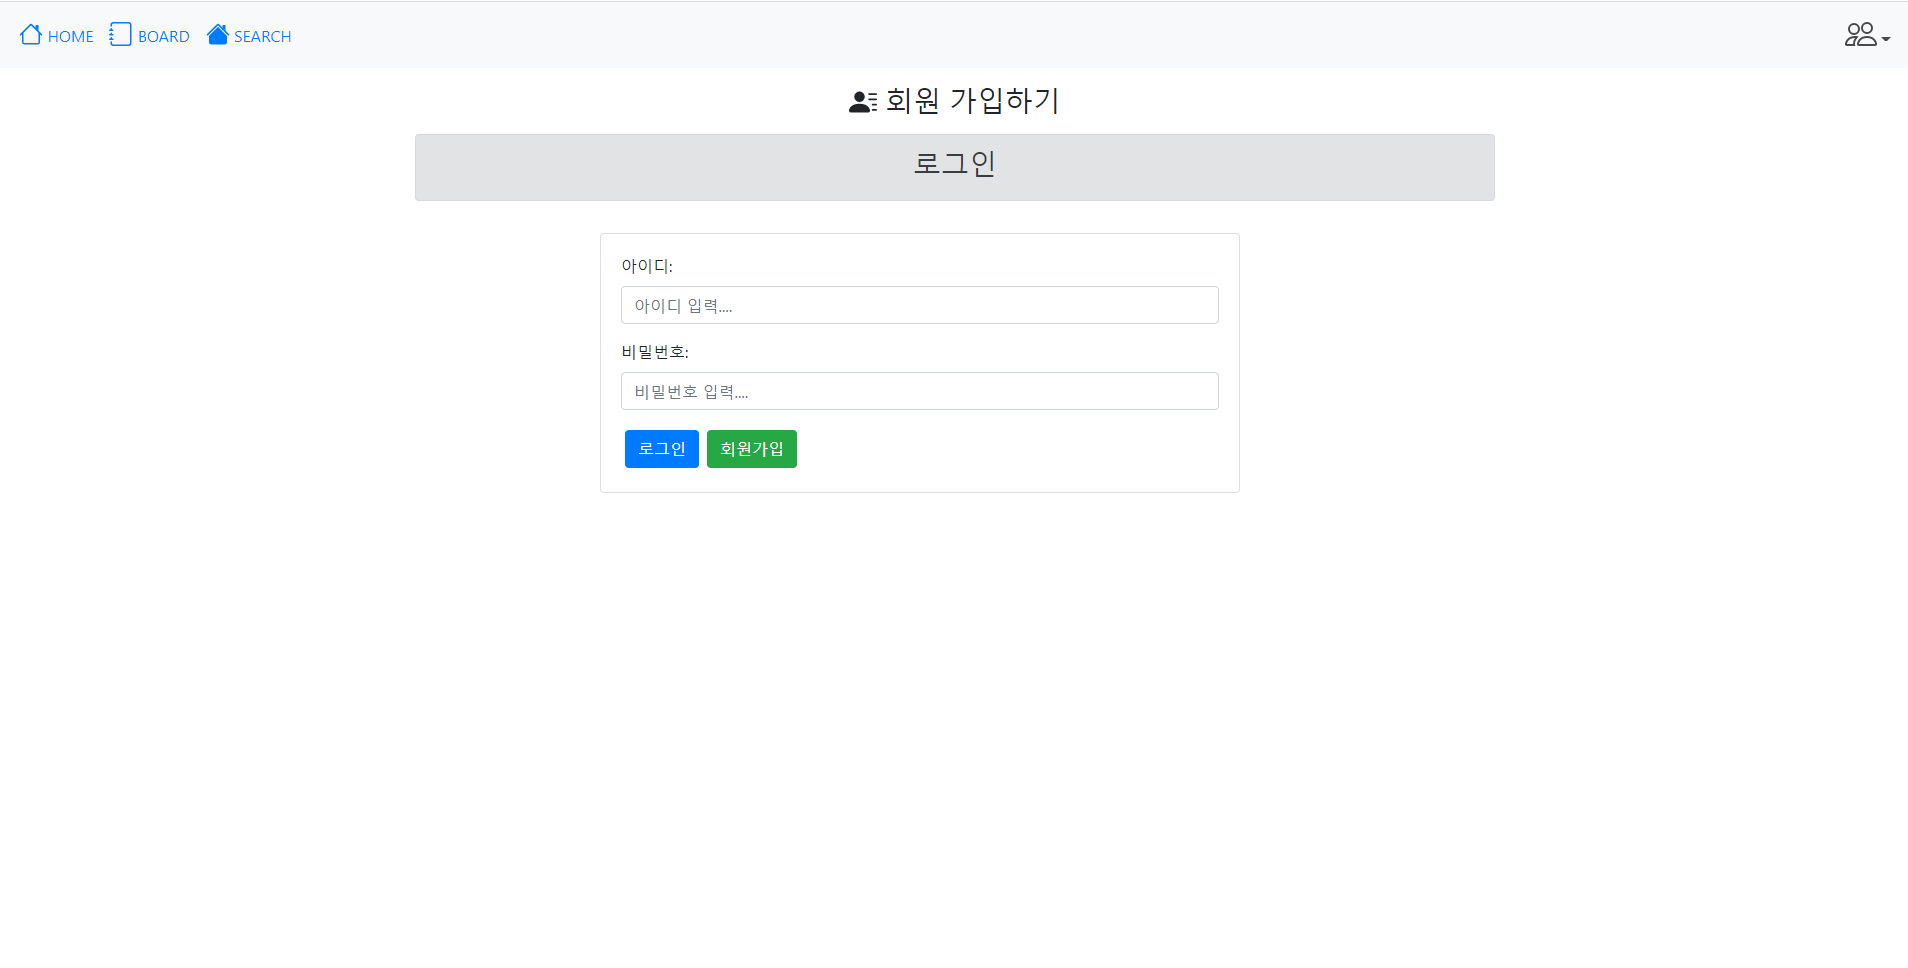 HOME BOARD SEARCH
회원 가입하기
로그인
아이디:
아이디 입력....
비밀번호:
비밀번호 입력....
로그인 회원가입